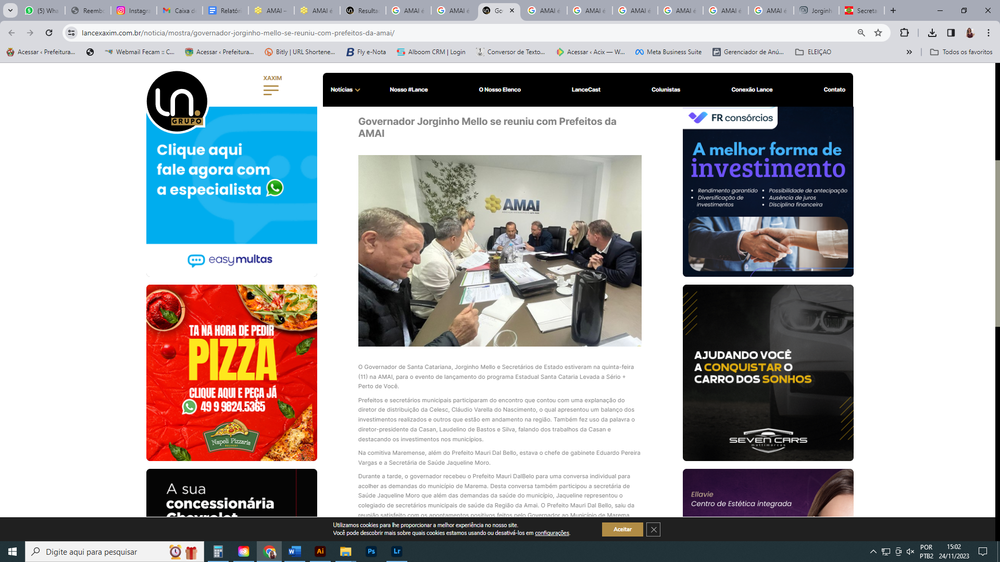 (5) Wha
Reemb
Instagra
Caixa d
Relatóri
AMAI –
AMAI é
Resulta
AMAI é
AMAI é
Go
AMAI é
AMAI é
AMAI é
AMAI é
AMAI é
AMAI é
Jorginh
Secreta
lancexaxim.com.br/noticia/mostra/governador-jorginho-mello-se-reuniu-com-prefeitos-da-amai/
Acessar ‹ Prefeitura...
Webmail Fecam :: C...
Acessar ‹ Prefeitura...
Bitly | URL Shortene...
Fly e-Nota
Alboom CRM | Login
Conversor de Texto...
Acessar ‹ Acix — W...
Meta Business Suite
Gerenciador de Anú...
ELEIÇAO
Todos os favoritos
GRUPO
XAXIM
Notícias
Nosso #Lance
O Nosso Elenco
LanceCast
Colunistas
Conexão Lance
Contato
Clique aqui
fale agora com
a especialista
easymultas
TA NA HORA DE PEDIR
PIZZA
CLIQUE AQUI E PEÇA JÁ
49 9 9824.5365
Napoli Pizzaria
DELIVERY
A sua
concessionária
Chevrolet
Governador Jorginho Mello se reuniu com Prefeitos da
AMAI
AMAI
O Governador de Santa Catariana, Jorginho Mello e Secretários de Estado estiveram na quinta-feira
(11) na AMAI, para o evento de lançamento do programa Estadual Santa Cataria Levada a Sério +
Perto de Você.
Prefeitos e secretários municipais participaram do encontro que contou com uma explanação do
diretor de distribuição da Celesc, Cláudio Varella do Nascimento, o qual apresentou um balanço dos
investimentos realizados e outros que estão em andamento na região. Também fez uso da palavra o
diretor-presidente da Casan, Laudelino de Bastos e Silva, falando dos trabalhos da Casan e
destacando os investimentos nos municípios.
Na comitiva Maremense, além do Prefeito Mauri Dal Bello, estava o chefe de gabinete Eduardo Pereira
Vargas e a Secretária de Saúde Jaqueline Moro.
Durante a tarde, o governador recebeu o Prefeito Mauri DalBelo para uma conversa individual para
acolher as demandas do município de Marema. Desta conversa também participou a secretária de
Saúde Jaqueline Moro que além das demandas da saúde do município, Jaqueline representou o
colegiado de secretários municipais de saúde da Região da Amai. O Prefeito Mauri Dal Bello, saiu da
reunião satisfeito com os apontamentos positivos feitos pelo Governador ao Município de Marema.
FR consórcios
A melhor forma de
investimento
• Rendimento garantido
• Diversificação de
investimentos
• Possibilidade de antecipação
• Ausência de juros
• Disciplina financeira
AJUDANDO VOCÊ
A CONQUISTAR O
CARRO DOS SONHOS
SEVEN CARS
multimarcas
Ellavie
Centro de Estética integrada
Utilizamos cookies para lhe proporcionar a melhor experiência no nosso site.
Você pode descobrir mais sobre quais cookies estamos usando ou desativá-los em configurações.
Aceitar
Digite aqui para pesquisar
Ai
Ps
Lr
POR
PTB2
15:02
24/11/2023